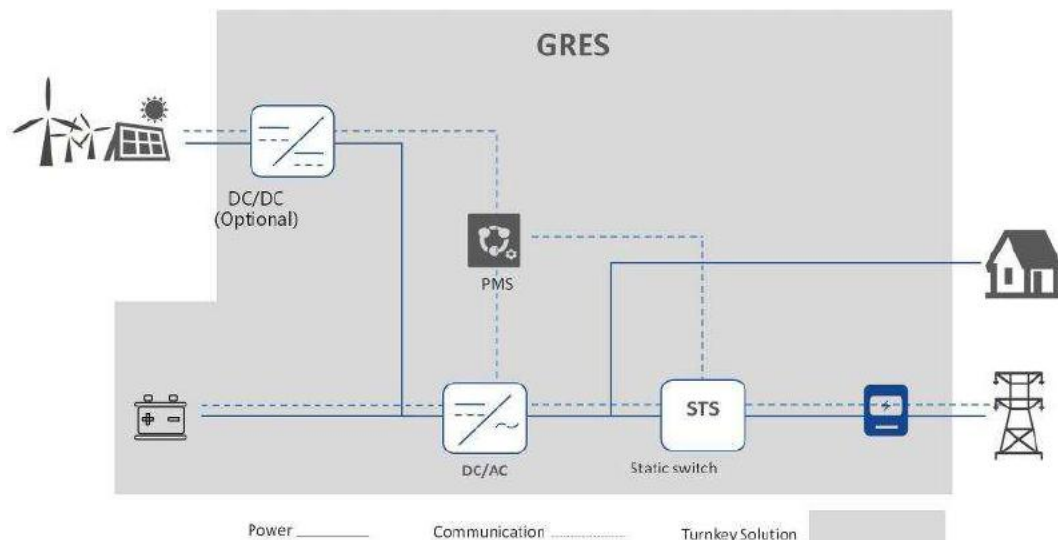 GRES
DC/DC
(Optional)
PMS
STS
DC/AC
Static switch
Power
Communication
Turnkey Solution